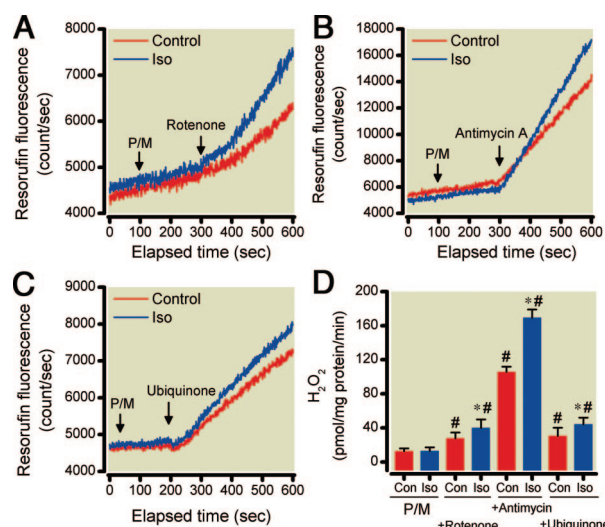 A
Resorufin fluorescence
(count/sec)
8000
7000
6000
5000
4000
Control
Iso
P/M
Rotenone
0 100 200 300 400 500 600
Elapsed time (sec)
B
Resorufin fluorescence
(count/sec)
18000
16000
14000
12000
10000
8000
6000
4000
Control
Iso
P/M
Antimycin A
0 100 200 300 400 500 600
Elapsed time (sec)
C
Resorufin fluorescence
(count/sec)
9000
8000
7000
6000
5000
4000
Control
Iso
P/M
Ubiquinone
0 100 200 300 400 500 600
Elapsed time (sec)
D
H2O2
(pmol/mg protein/min)
200
160
120
80
40
0
# *# # *# # *#
Con Iso Con Iso Con Iso Con Iso
P/M +Antimycin
+Rotenone +Ubiquinone